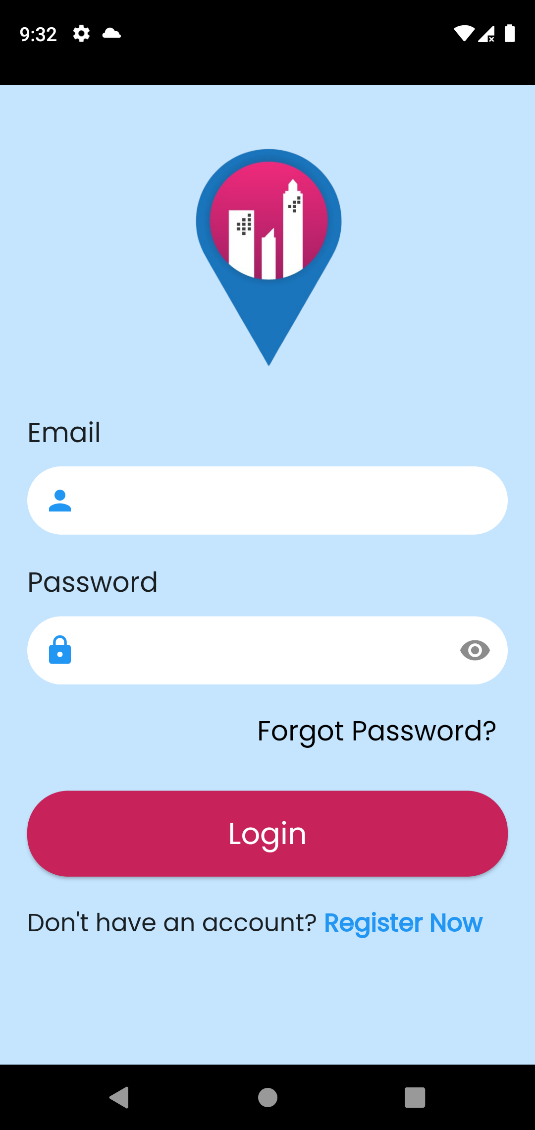 9:32
Email
Password
Forgot Password?
Login
Don't have an account? Register Now